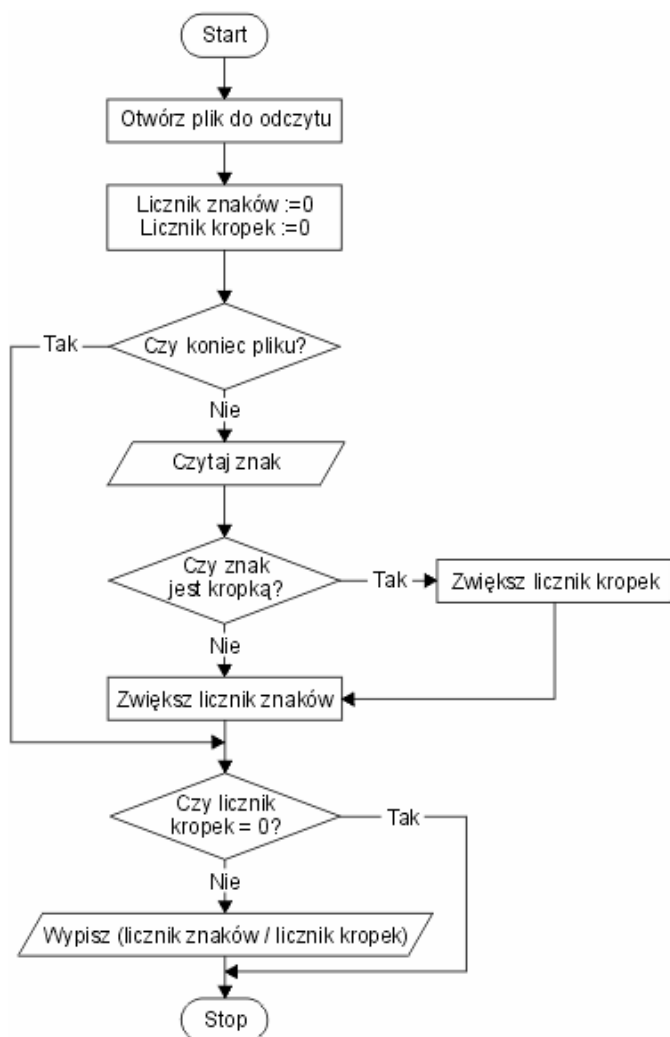 Start
Otwórz plik do odczytu
Licznik znaków :=0
Licznik kropek :=0
Czy koniec pliku?
Tak
Nie
Czytaj znak
Czy znak
jest kropką?
Tak
Zwiększ licznik kropek
Nie
Zwiększ licznik znaków
Czy licznik
kropek = 0?
Tak
Nie
Wypisz (licznik znaków / licznik kropek)
Stop